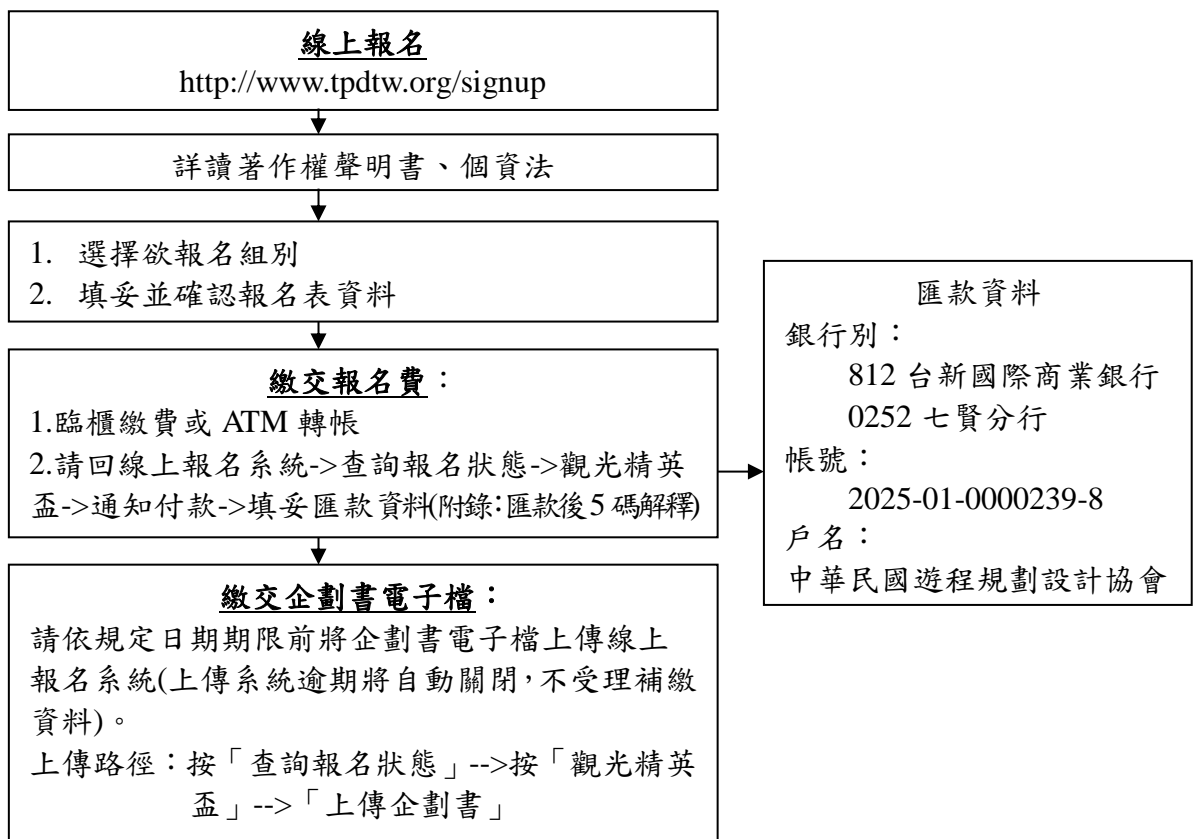 線上報名
http://www.tpdtw.org/signup
詳讀著作權聲明書、個資法
1. 選擇欲報名組別
2. 填妥並確認報名表資料
繳交報名費：
1.臨櫃繳費或 ATM 轉帳
2.請回線上報名系統->查詢報名狀態->觀光精英
盃->通知付款->填妥匯款資料(附錄:匯款後5碼解釋)
繳交企劃書電子檔：
請依規定日期期限前將企劃書電子檔上傳線上
報名系統(上傳系統逾期將自動關閉，不受理補繳
資料)。
上傳路徑：按「查詢報名狀態」-->按「觀光精英
盃」-->「上傳企劃書」
匯款資料
銀行別：
812 台新國際商業銀行
0252 七賢分行
帳號：
2025-01-0000239-8
戶名：
中華民國遊程規劃設計協會